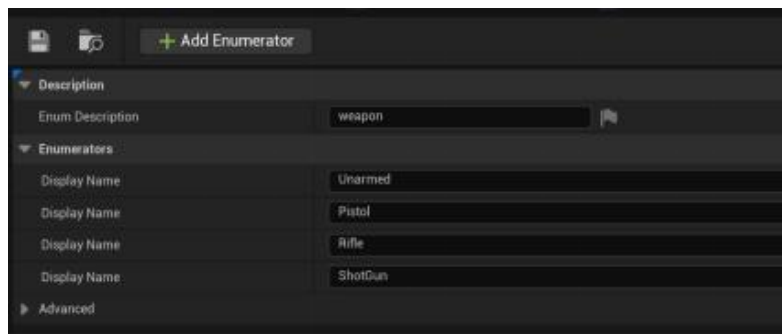 Add Enumerator
Description
Enum Description weapon
Enumerators
Display Name Unarmed
Display Name Pistol
Display Name Rifle
Display Name ShotGun
Advanced